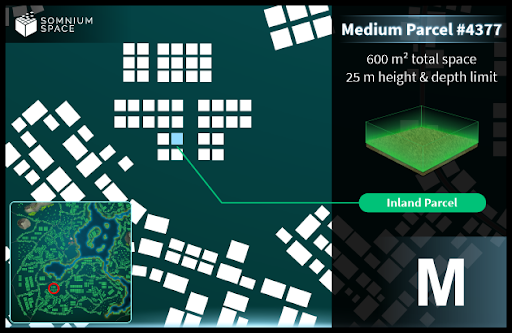 SOMNIUM
SPACE
Medium Parcel #4377
600 m² total space
25 m height & depth limit
Inland Parcel
M